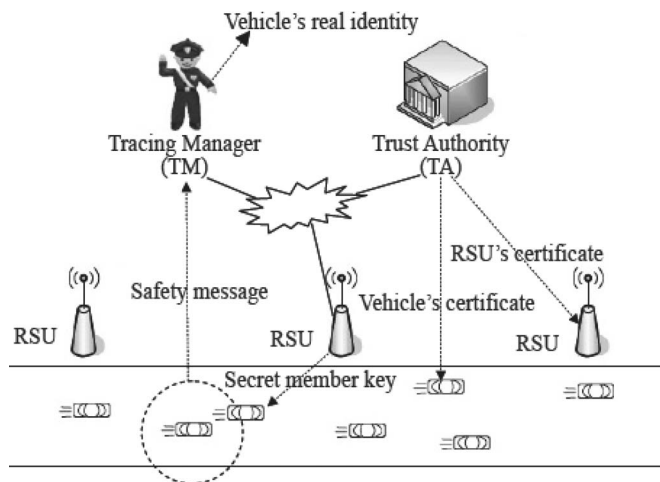 Vehicle's real identity
Tracing Manager
(TM)
Trust Authority
(TA)
RSU's certificate
Safety message
Vehicle's certificate
RSU
RSU
RSU
Secret member key